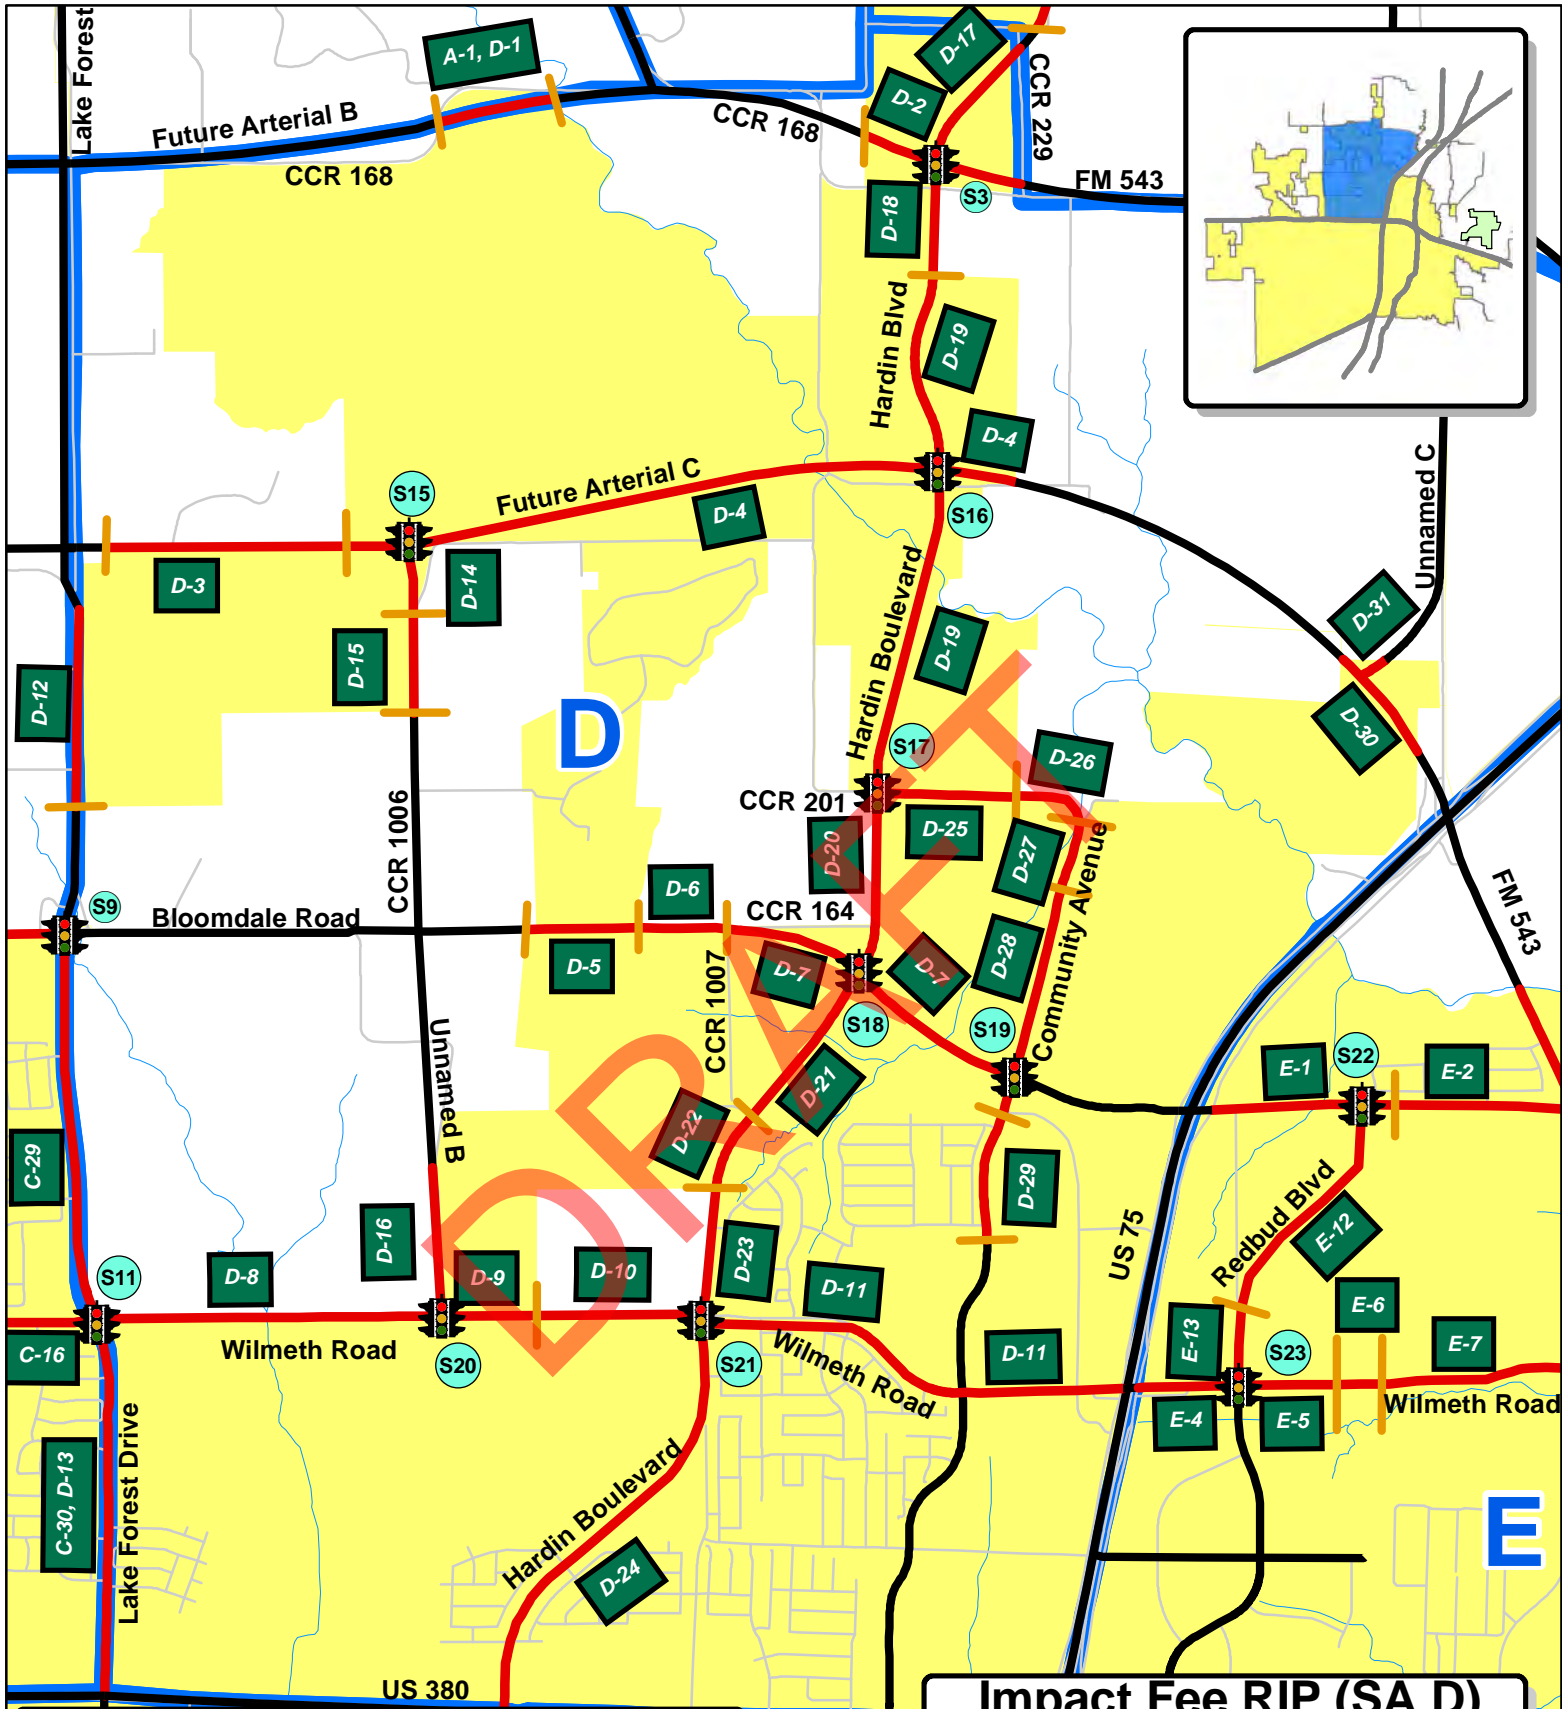 Lake Forest
A-1, D-1
D-17
Future Arterial B
CCR 168
D-2
CCR 168
CCR 229
FM 543
S3
D-18
Hardin Blvd
D-19
D-4
S15
Future Arterial C
D-4
S16
Unnamed C
D-3
D-14
D-31
D-15
Hardin Boulevard
D-19
D-12
D
D-30
S17
D-26
CCR 201
D-25
D-20
D-27
CCR 1006
Community Avenue
D-6
S9
Bloomdale Road
CCR 164
FM 543
D-5
CCR 1007
D-7
D-7
D-28
S18
S19
Unnamed B
D-21
E-1
S22
E-2
D-22
C-29
D-29
DRAFT
Redbud Blvd
E-12
US 75
D-16
D-23
S11
D-8
D-9
D-10
D-11
E-6
Wilmeth Road
C-16
S20
S21
Wilmeth Road
D-11
E-13
S23
E-7
Wilmeth Road
E-4
E-5
C-30, D-13
Lake Forest Drive
Hardin Boulevard
D-24
E
US 380
Impact Fee RIP (SA D)